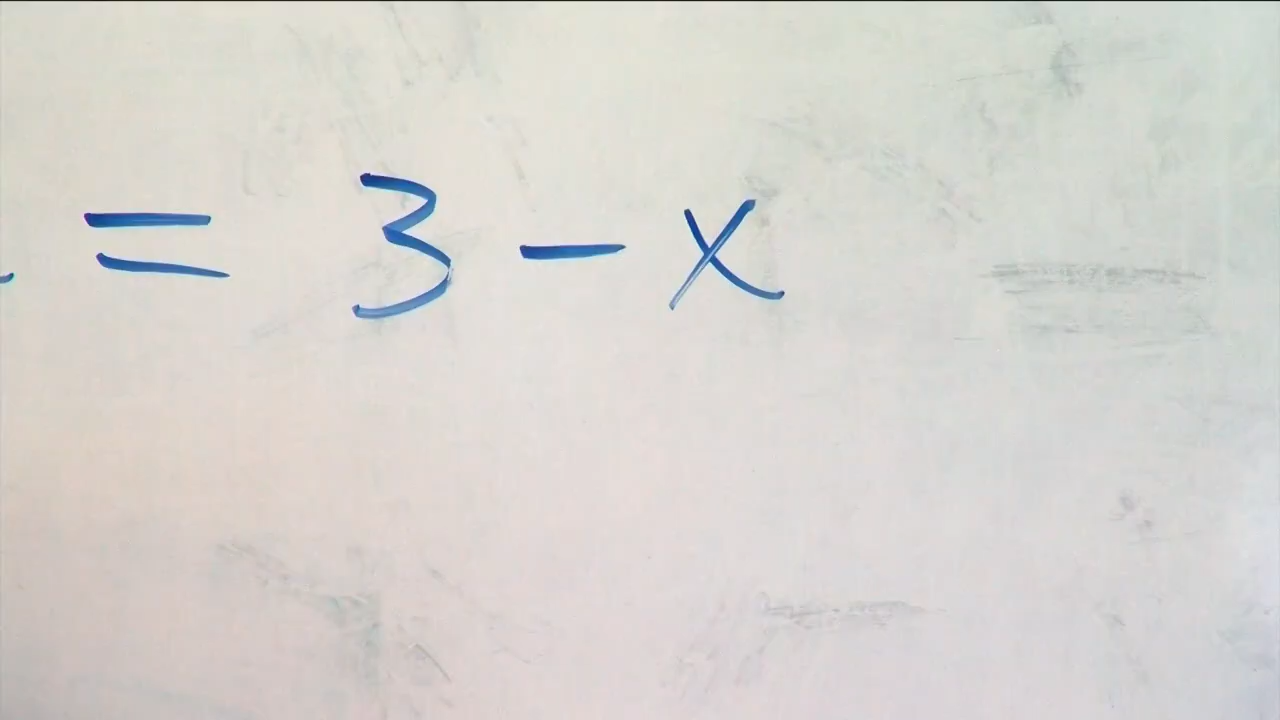 = 3 - x